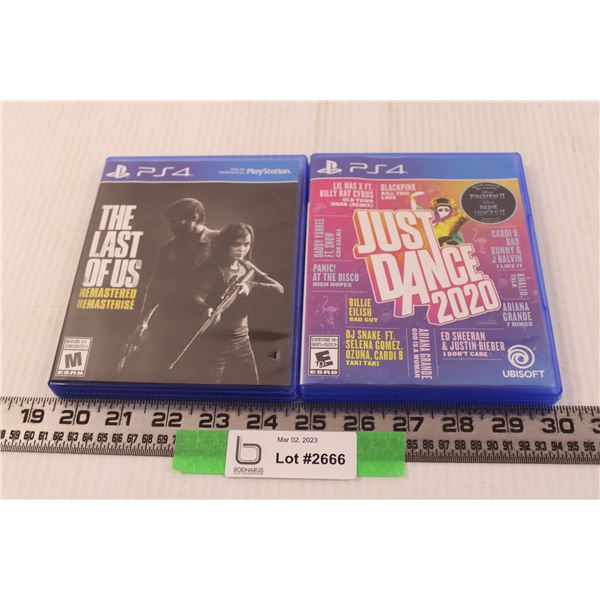 PS4
PlayStation
THE
LAST
OF US
REMASTERED
REMASTERISÉ
MATURE 17+
M
ESRB
PS4
LIL NAS X FT.
BILLY RAY CYRUS
OLD TOWN
ROAD (REMIX)
BLACKPINK
KILL THIS
LOVE
FROZEN II
DADDY YANKEE
FT. SNOW
CON CALMA
JUST
DANCE
2020
CARDI B,
BAD
BUNNY &
J BALVIN
I LIKE IT
PANIC!
AT THE DISCO
HIGH HOPES
KHALID
TALK
BILLIE
EILISH
BAD GUY
ARIANA
GRANDE
7 RINGS
DJ SNAKE FT.
SELENA GOMEZ,
OZUNA, CARDI B
TAKI TAKI
ARIANA GRANDE
GOD IS A WOMAN
ED SHEERAN
& JUSTIN BIEBER
I DON'T CARE
EVERYONE 10+
E
ESRB
UBISOFT
19 20 21 22 23 24 25 26 27 28 29 30
Mar 02, 2023
Lot #2666
b
BODNARUS